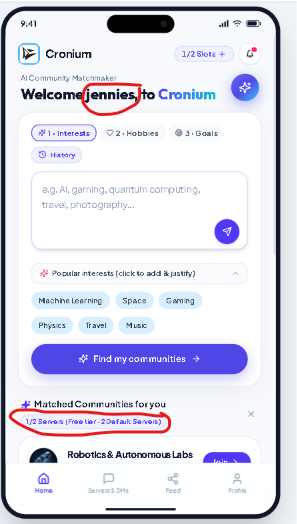 9:41
Cronium
1/2 Slots +
AI Community Matchmaker
Welcome jennies, to Cronium
1 • Interests
2 • Hobbies
3 • Goals
History
e.g. AI, gaming, quantum computing,
travel, photography...
Popular interests (click to add & justify)
Machine Learning
Space
Gaming
Physics
Travel
Music
Find my communities →
Matched Communities for you
1/2 Servers (Free tier · 2 Default Servers)
Robotics & Autonomous Labs
Join
Home
Servers & DMs
Feed
Profile